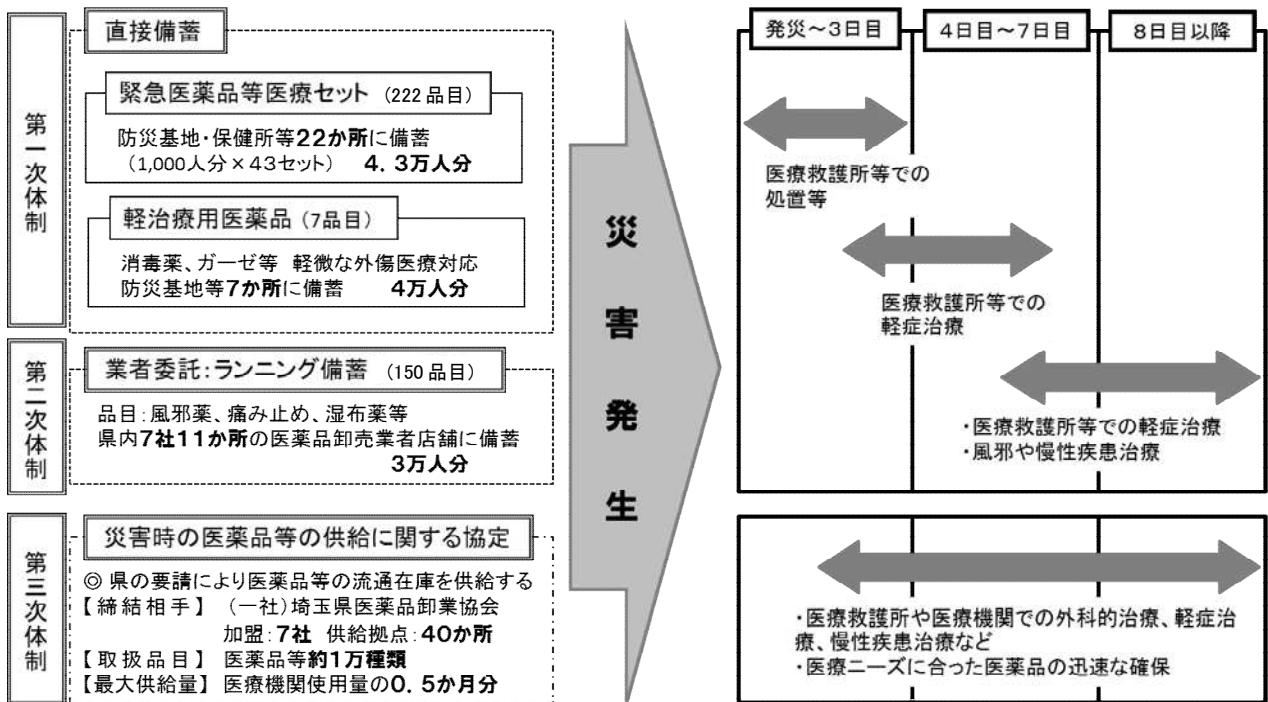 第一次体制
直接備蓄
緊急医薬品等医療セット（222品目）
防災基地・保健所等22か所に備蓄
（1,000人分×43セット） 4．3万人分
軽治療用医薬品（7品目）
消毒薬、ガーゼ等 軽微な外傷医療対応
防災基地等7か所に備蓄 4万人分
第二次体制
業者委託：ランニング備蓄（150品目）
品目：風邪薬、痛み止め、湿布薬等
県内7社11か所の医薬品卸売業者店舗に備蓄
3万人分
第三次体制
災害時の医薬品等の供給に関する協定
◎ 県の要請により医薬品等の流通在庫を供給する
【締結相手】 （一社）埼玉県医薬品卸業協会
加盟：7社 供給拠点：40か所
【取扱品目】 医薬品等約1万種類
【最大供給量】 医療機関使用量の0．5か月分
災害発生
発災～3日目
4日目～7日目
8日目以降
医療救護所等での
処置等
医療救護所等での
軽症治療
・医療救護所等での軽症治療
・風邪や慢性疾患治療
・医療救護所や医療機関での外科的治療、軽症治
療、慢性疾患治療など
・医療ニーズに合った医薬品の迅速な確保